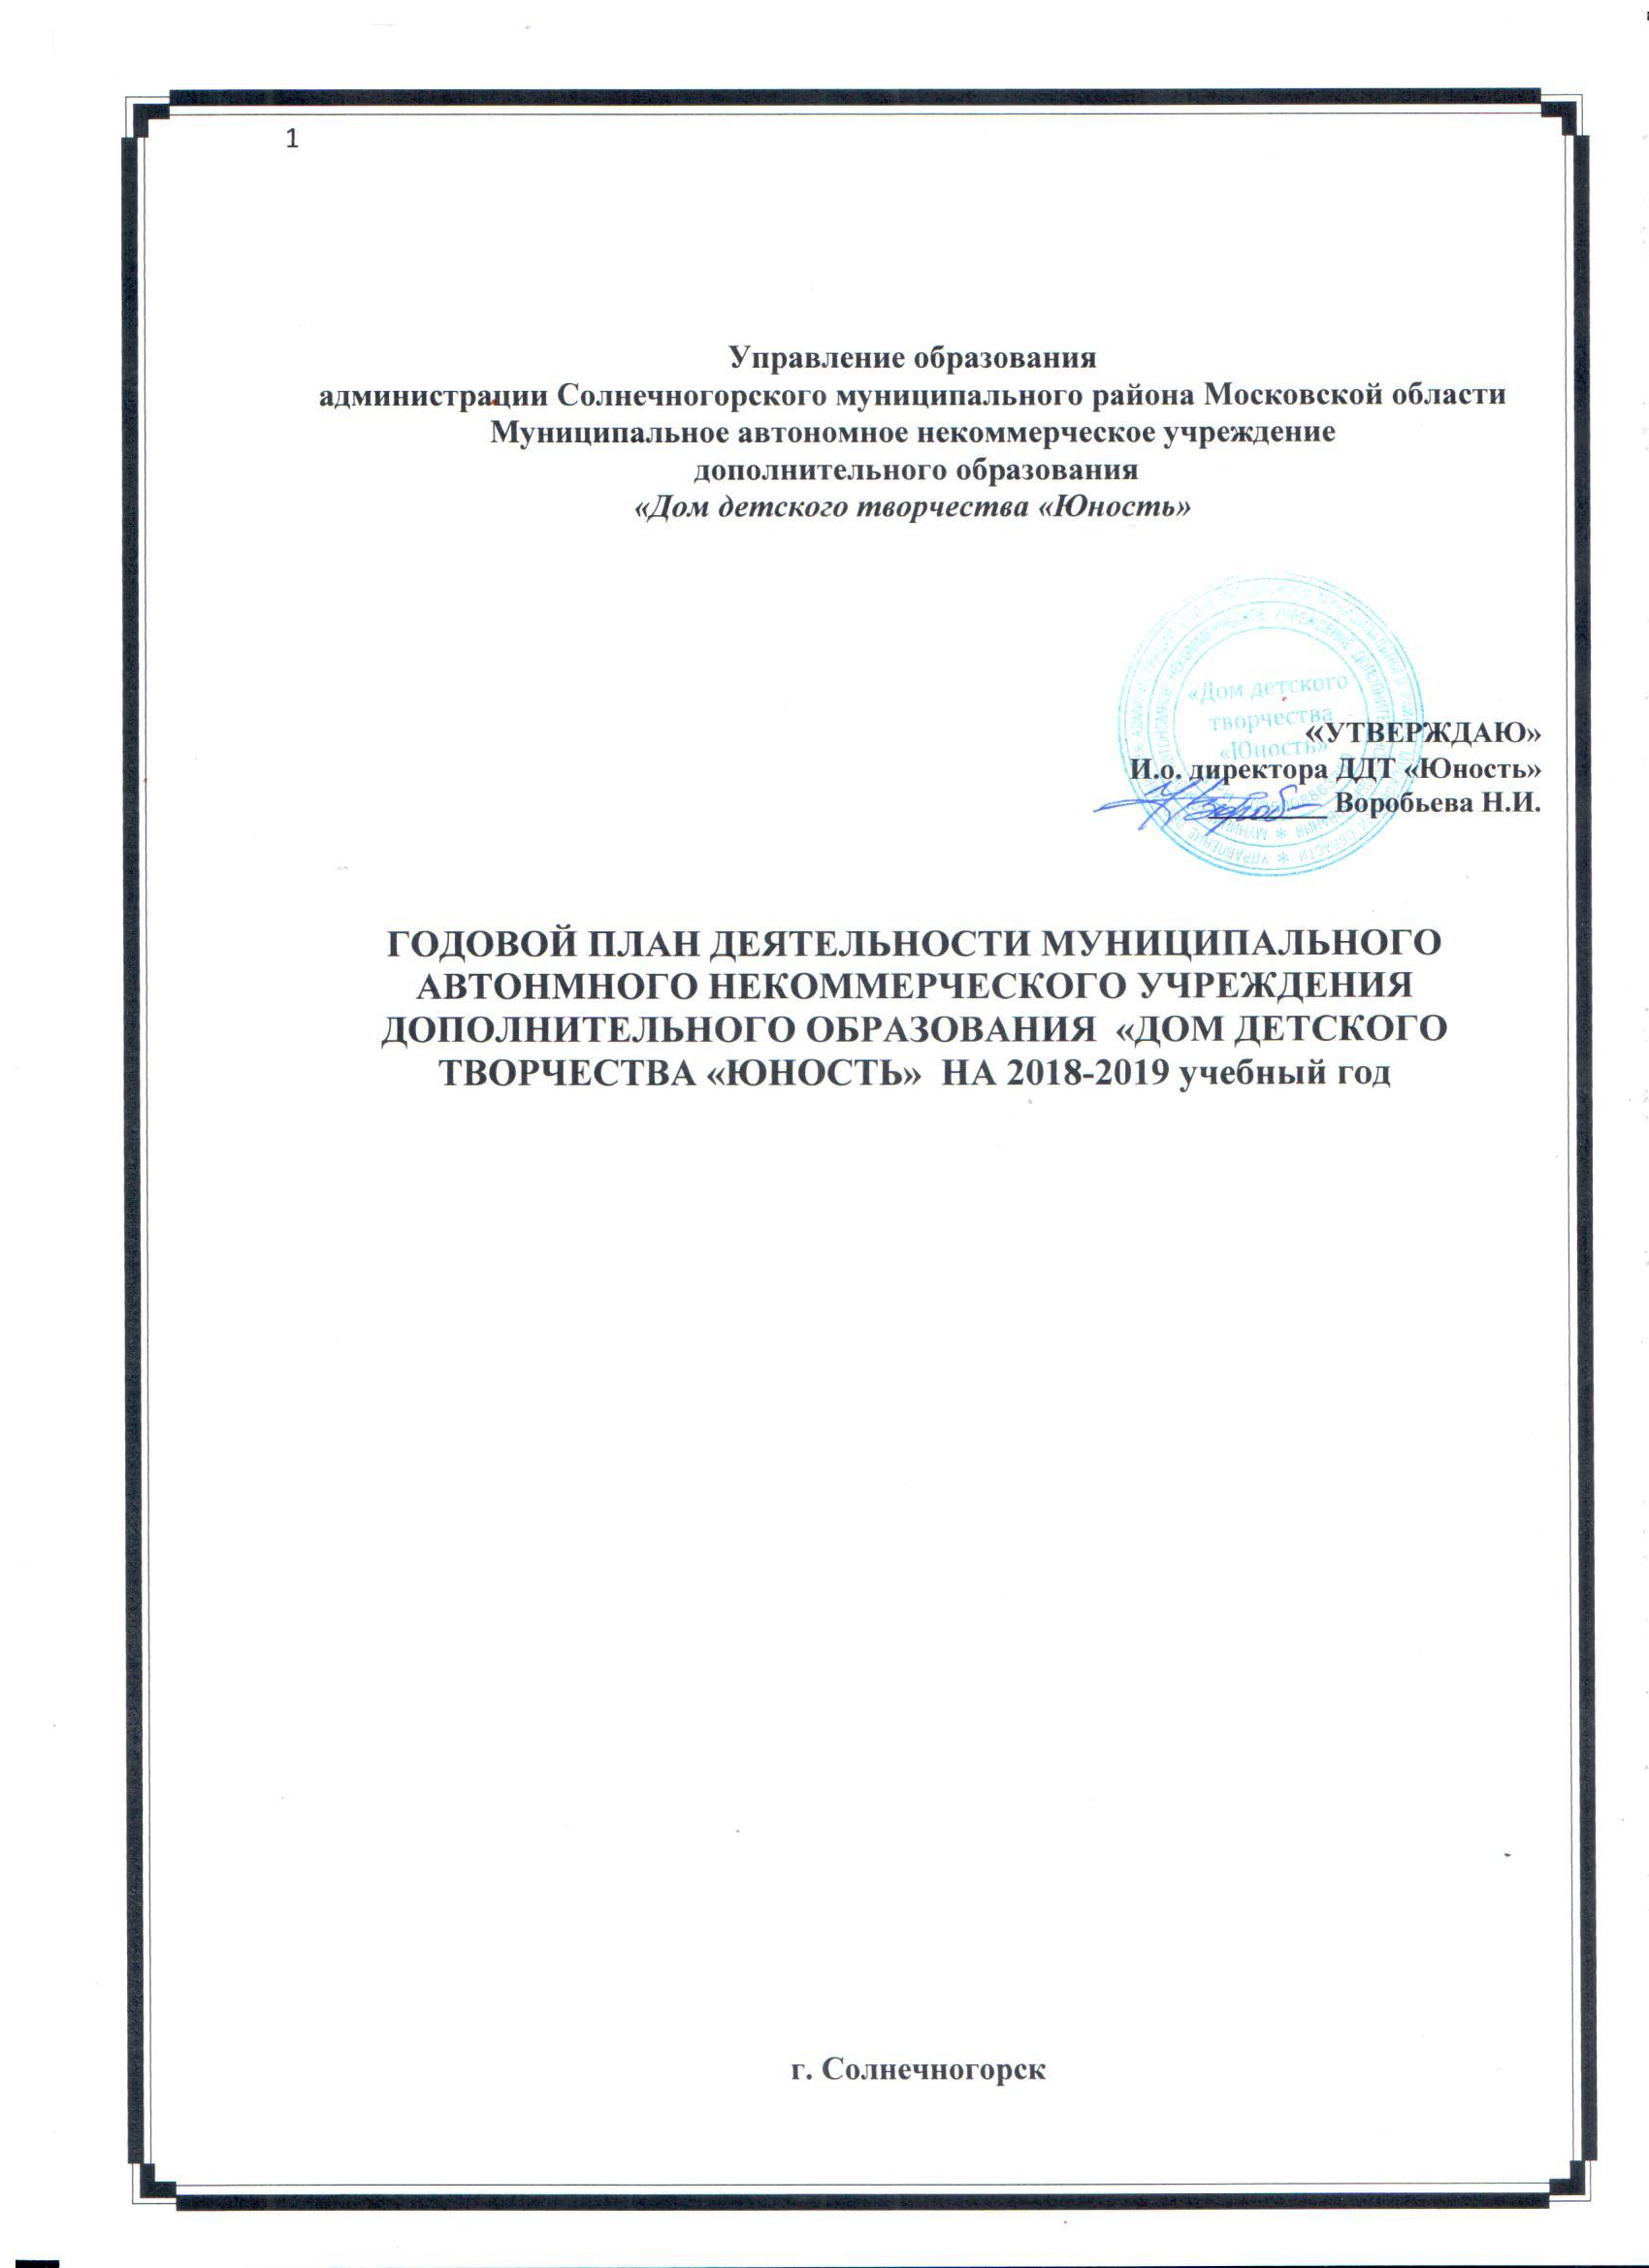 1
Управление образования
администрации Солнечногорского муниципального района Московской области
Муниципальное автономное некоммерческое учреждение
дополнительного образования
«Дом детского творчества «Юность»
«Дом детского
творчества
«Юность»
«УТВЕРЖДАЮ»
И.о. директора ДДТ «Юность»
Воробьева Н.И.
ГОДОВОЙ ПЛАН ДЕЯТЕЛЬНОСТИ МУНИЦИПАЛЬНОГО
АВТОНМНОГО НЕКОММЕРЧЕСКОГО УЧРЕЖДЕНИЯ
ДОПОЛНИТЕЛЬНОГО ОБРАЗОВАНИЯ «ДОМ ДЕТСКОГО
ТВОРЧЕСТВА «ЮНОСТЬ» НА 2018-2019 учебный год
г. Солнечногорск